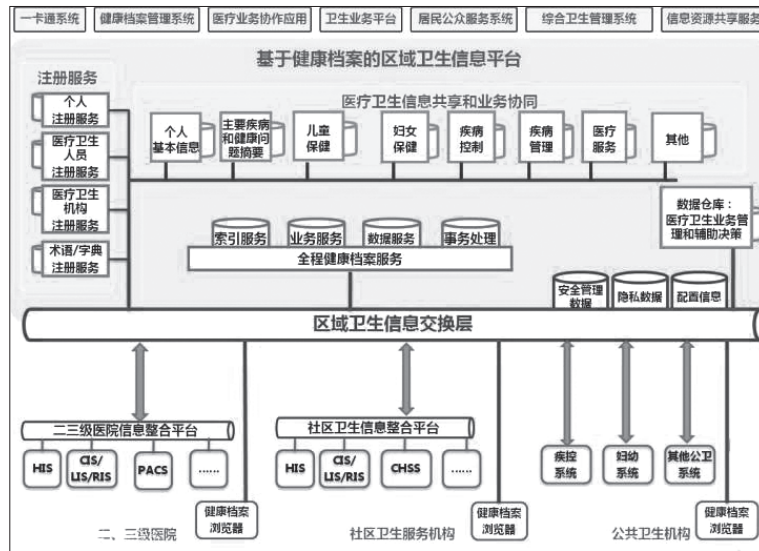 一卡通系统
健康档案管理系统
医疗业务协作应用
卫生业务平台
居民公众服务系统
综合卫生管理系统
信息资源共享服务
基于健康档案的区域卫生信息平台
注册服务
个人
注册服务
医疗卫生
人员
注册服务
医疗卫生
机构
注册服务
术语/字典
注册服务
医疗卫生信息共享和业务协同
个人
基本信息
主要疾病
和健康问
题摘要
儿童
保健
妇女
保健
疾病
控制
疾病
管理
医疗
服务
其他
数据仓库：
医疗卫生业务管
理和辅助决策
索引服务
业务服务
数据服务
事务处理
全程健康档案服务
安全管理
数据
隐私数据
配置信息
区域卫生信息交换层
二三级医院信息整合平台
HIS
CIS/
LIS/RIS
PACS
......
健康档案
浏览器
二、三级医院
社区卫生信息整合平台
HIS
CIS/
LIS/RIS
CHSS
......
健康档案
浏览器
社区卫生服务机构
疾控
系统
妇幼
系统
其他公卫
系统
健康档案
浏览器
公共卫生机构